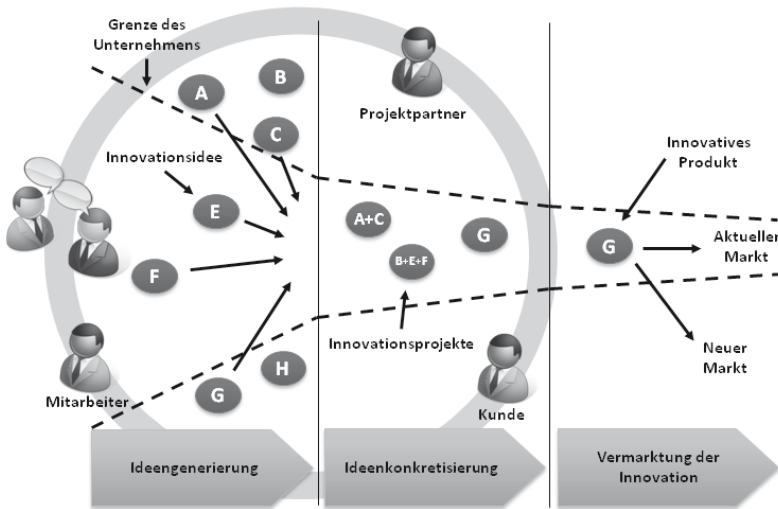 Grenze des
Unternehmens
A
B
C
Innovationsidee
E
F
G
H
Mitarbeiter
Projektpartner
A+C
G
B+E+F
Innovationsprojekte
Kunde
Innovatives
Produkt
G
Aktueller
Markt
Neuer
Markt
Ideengenerierung
Ideenkonkretisierung
Vermarktung der
Innovation